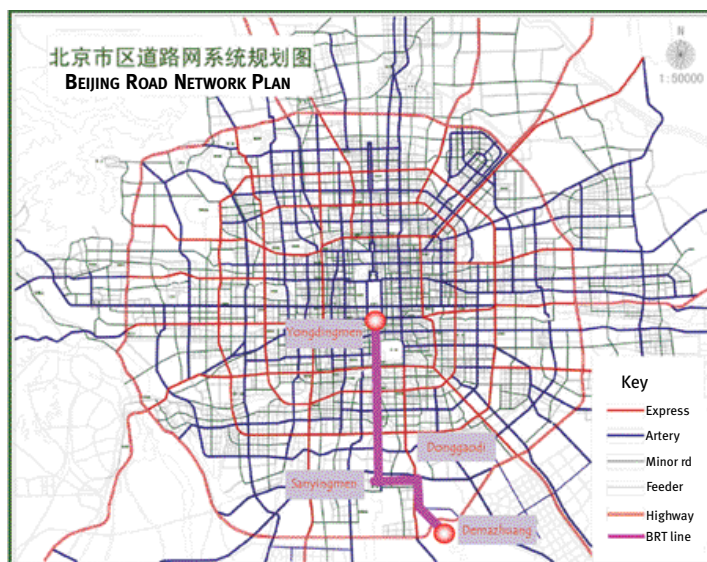 北京市区道路网系统规划图
BEIJING ROAD NETWORK PLAN
N
1:50000
Yongdingmen
Donggaodi
Sanyingmen
Demazhuang
Key
Express
Artery
Minor rd
Feeder
Highway
BRT line